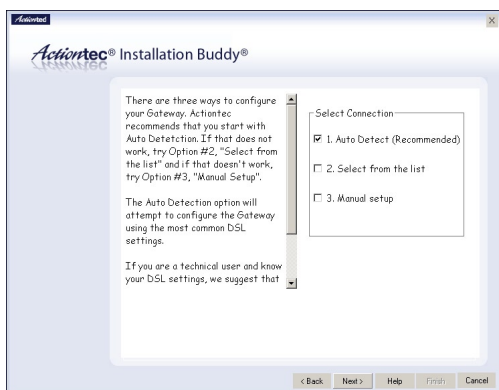 Actiontec
Actiontec® Installation Buddy®
There are three ways to configure
your Gateway. Actiontec
recommends that you start with
Auto Detetction. If that does not
work, try Option #2, "Select from
the list" and if that doesn't work,
try Option #3, "Manual Setup".
The Auto Detection option will
attempt to configure the Gateway
using the most common DSL
settings.
If you are a technical user and know
your DSL settings, we suggest that
Select Connection
1. Auto Detect (Recommended)
2. Select from the list
3. Manual setup
< Back Next > Help Finish Cancel